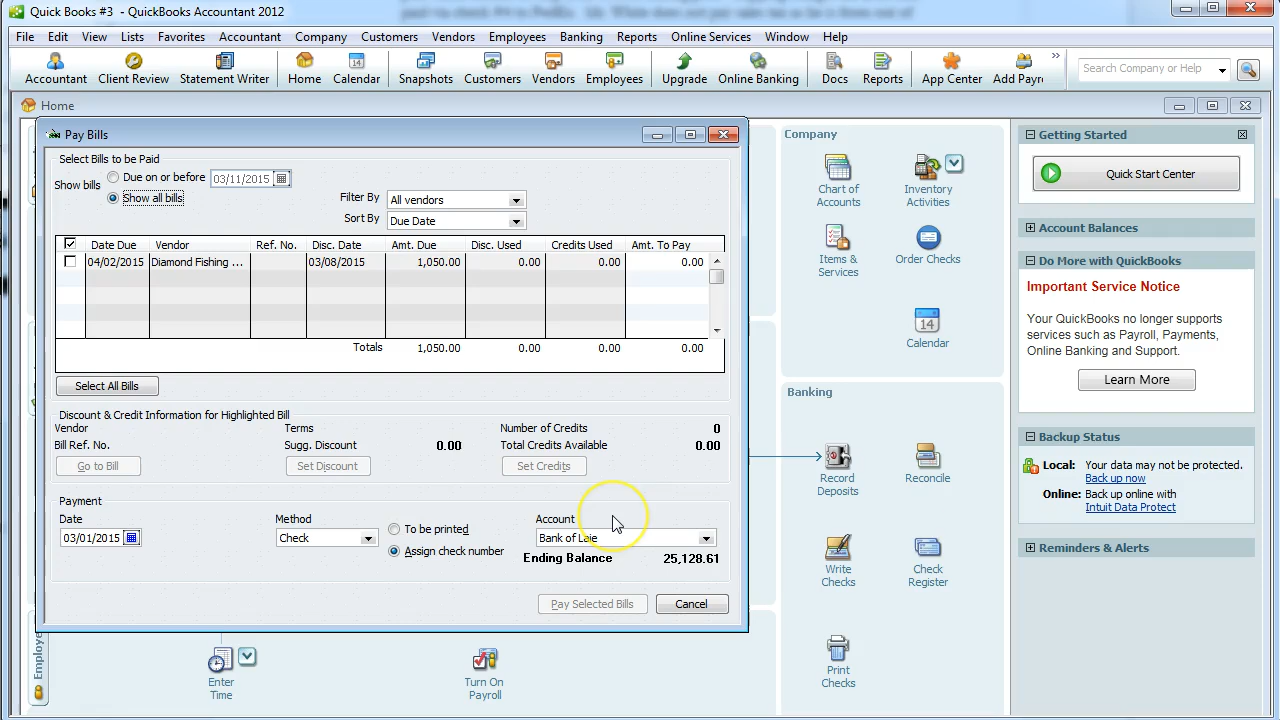 Quick Books #3 - QuickBooks Accountant 2012
File Edit View Lists Favorites Accountant Company Customers Vendors Employees Banking Reports Online Services Window Help
Accountant Client Review Statement Writer Home Calendar Snapshots Customers Vendors Employees Upgrade Online Banking Docs Reports App Center Add Payr
Search Company or Help
Home
Pay Bills
Select Bills to be Paid
Show bills
Due on or before 03/11/2015
Show all bills
Filter By All vendors
Sort By Due Date
Date Due Vendor Ref. No. Disc. Date Amt. Due Disc. Used Credits Used Amt. To Pay
04/02/2015 Diamond Fishing ... 03/08/2015 1,050.00 0.00 0.00 0.00
Totals 1,050.00 0.00 0.00 0.00
Select All Bills
Discount & Credit Information for Highlighted Bill
Vendor Terms Number of Credits 0
Bill Ref. No. Sugg. Discount 0.00 Total Credits Available 0.00
Go to Bill Set Discount Set Credits
Payment
Date Method Account
03/01/2015 Check
To be printed
Assign check number
Bank of Laie
Ending Balance 25,128.61
Pay Selected Bills Cancel
Enter
Time
Turn On
Payroll
Employe
Company
Chart of
Accounts
Inventory
Activities
Items &
Services
Order Checks
14
Calendar
Banking
Record
Deposits
Reconcile
Write
Checks
Check
Register
Print
Checks
Getting Started
Quick Start Center
Account Balances
Do More with QuickBooks
Important Service Notice
Your QuickBooks no longer supports
services such as Payroll, Payments,
Online Banking and Support.
Learn More
Backup Status
Local: Your data may not be protected.
Back up now
Online: Back up online with
Intuit Data Protect
Reminders & Alerts